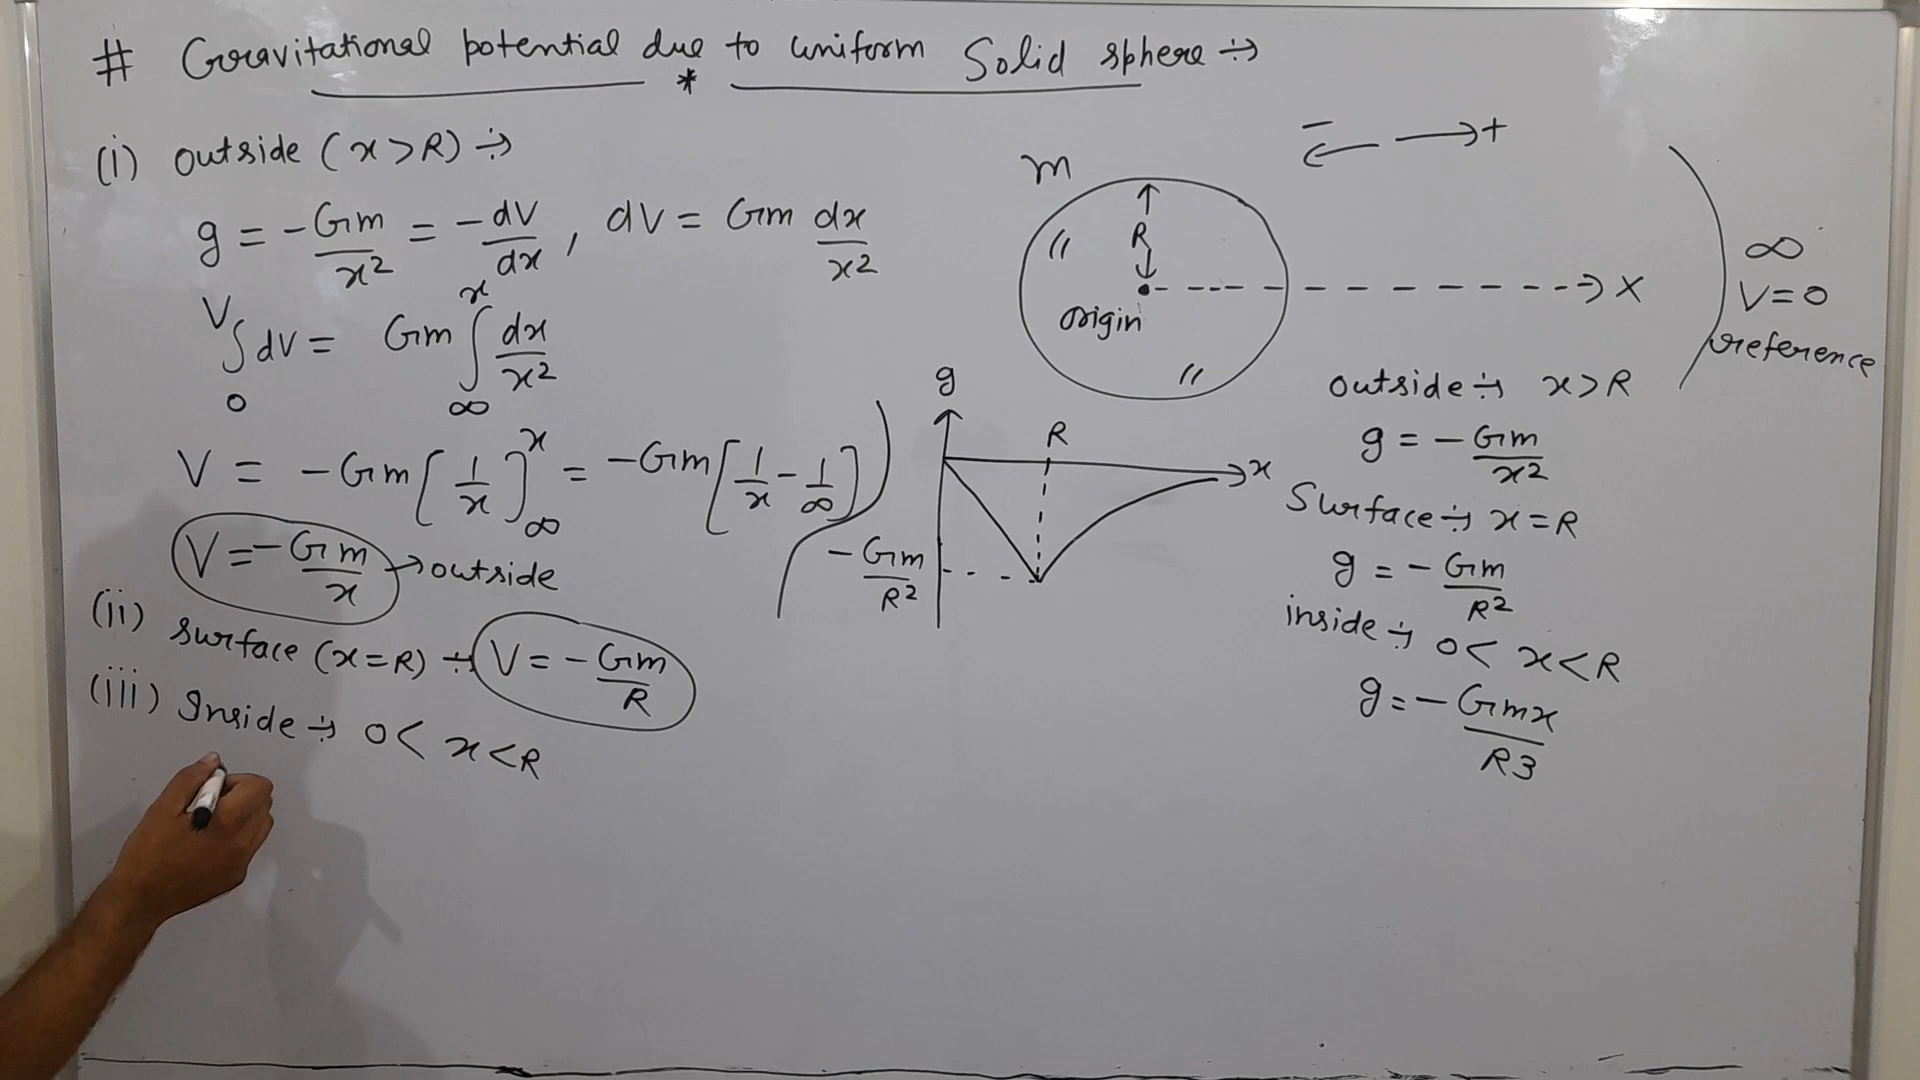 # Gravitational potential due to uniform Solid sphere ÷→
*
(i) outside (x > R) ÷→
g = -Gm/x² = -dV/dx, dV = Gm dx/x²
∫₀^V dV = Gm ∫_∞^x dx/x²
V = -Gm [1/x]_∞^x = -Gm [1/x - 1/∞]
V = -Gm/x → outside
(ii) surface (x=R) ÷→ V = -Gm/R
(iii) Inside ÷→ 0 < x < R
m
R
origin
- ← → +
X
∞
V=0
reference
g
R
x
-Gm/R²
outside ÷→ x > R
g = -Gm/x²
Surface ÷→ x = R
g = -Gm/R²
inside ÷→ 0 < x < R
g = -Gmx/R3